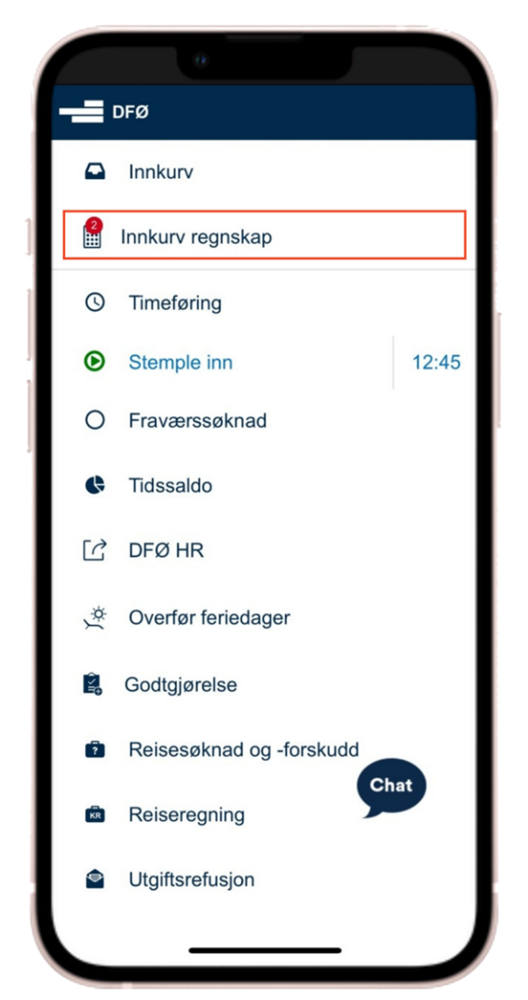 DFØ
Innkurv
2
Innkurv regnskap
Timeføring
Stemple inn 12:45
Fraværssøknad
Tidssaldo
DFØ HR
Overfør feriedager
Godtgjørelse
?
Reisesøknad og -forskudd
Chat
KR
Reiseregning
Utgiftsrefusjon